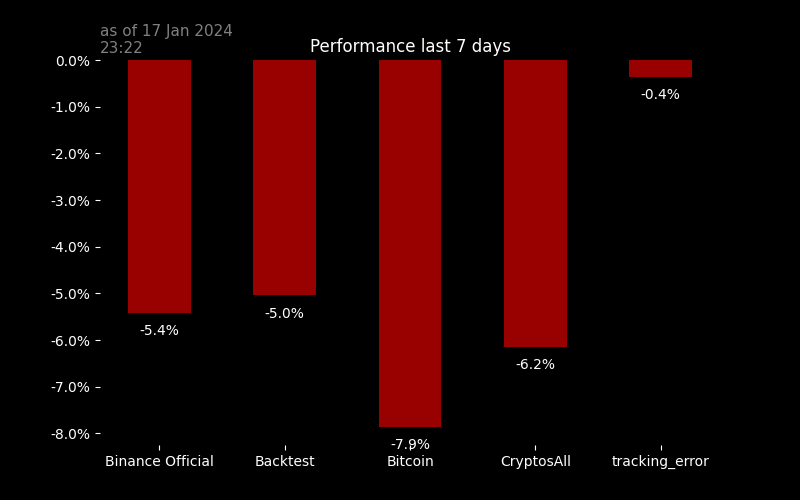 as of 17 Jan 2024
23:22
Performance last 7 days
0.0%
-1.0%
-2.0%
-3.0%
-4.0%
-5.0%
-6.0%
-7.0%
-8.0%
-5.4%
-5.0%
-7.9%
-6.2%
-0.4%
Binance Official
Backtest
Bitcoin
CryptosAll
tracking_error